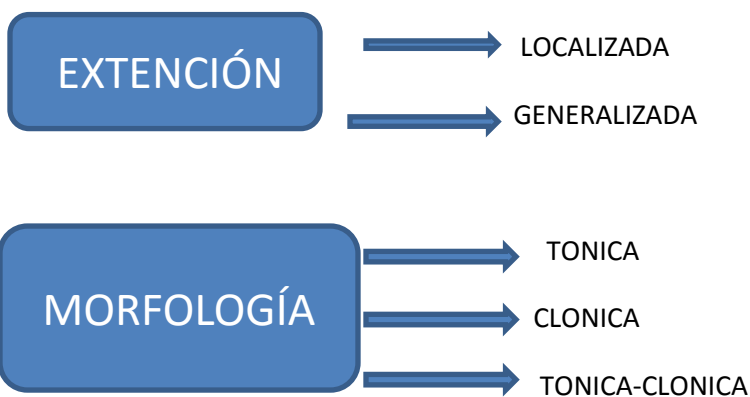 EXTENCIÓN
LOCALIZADA
GENERALIZADA
MORFOLOGÍA
TONICA
CLONICA
TONICA-CLONICA